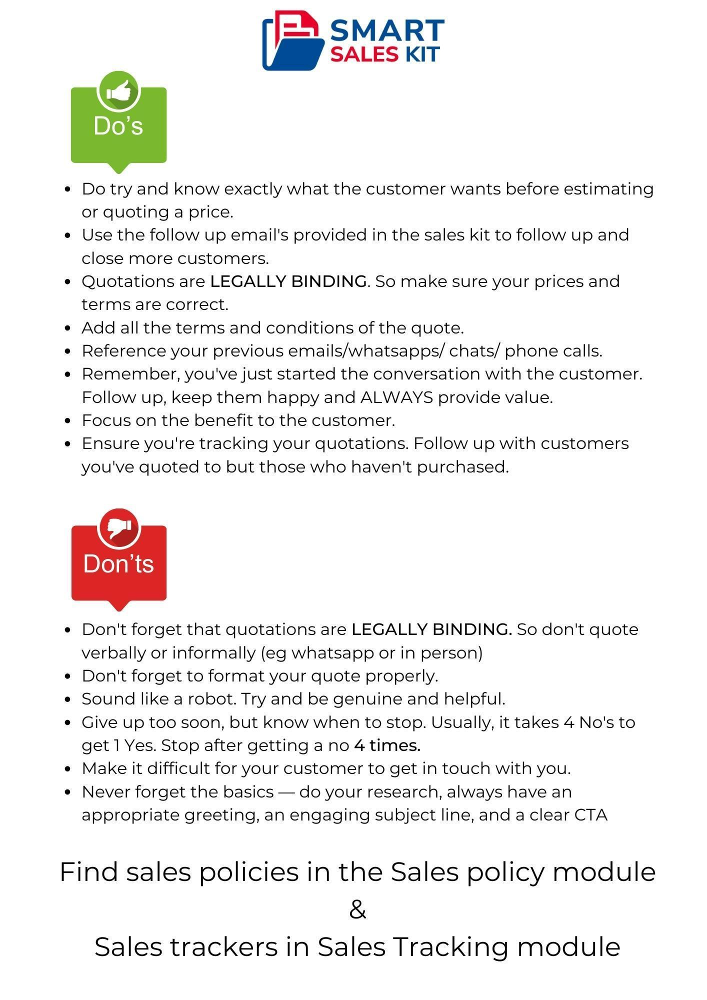 SMART
SALES KIT
Do’s
• Do try and know exactly what the customer wants before estimating
or quoting a price.
• Use the follow up email's provided in the sales kit to follow up and
close more customers.
• Quotations are LEGALLY BINDING. So make sure your prices and
terms are correct.
• Add all the terms and conditions of the quote.
• Reference your previous emails/whatsapps/ chats/ phone calls.
• Remember, you've just started the conversation with the customer.
Follow up, keep them happy and ALWAYS provide value.
• Focus on the benefit to the customer.
• Ensure you're tracking your quotations. Follow up with customers
you've quoted to but those who haven't purchased.
Don’ts
• Don't forget that quotations are LEGALLY BINDING. So don't quote
verbally or informally (eg whatsapp or in person)
• Don't forget to format your quote properly.
• Sound like a robot. Try and be genuine and helpful.
• Give up too soon, but know when to stop. Usually, it takes 4 No's to
get 1 Yes. Stop after getting a no 4 times.
• Make it difficult for your customer to get in touch with you.
• Never forget the basics — do your research, always have an
appropriate greeting, an engaging subject line, and a clear CTA
Find sales policies in the Sales policy module
&
Sales trackers in Sales Tracking module